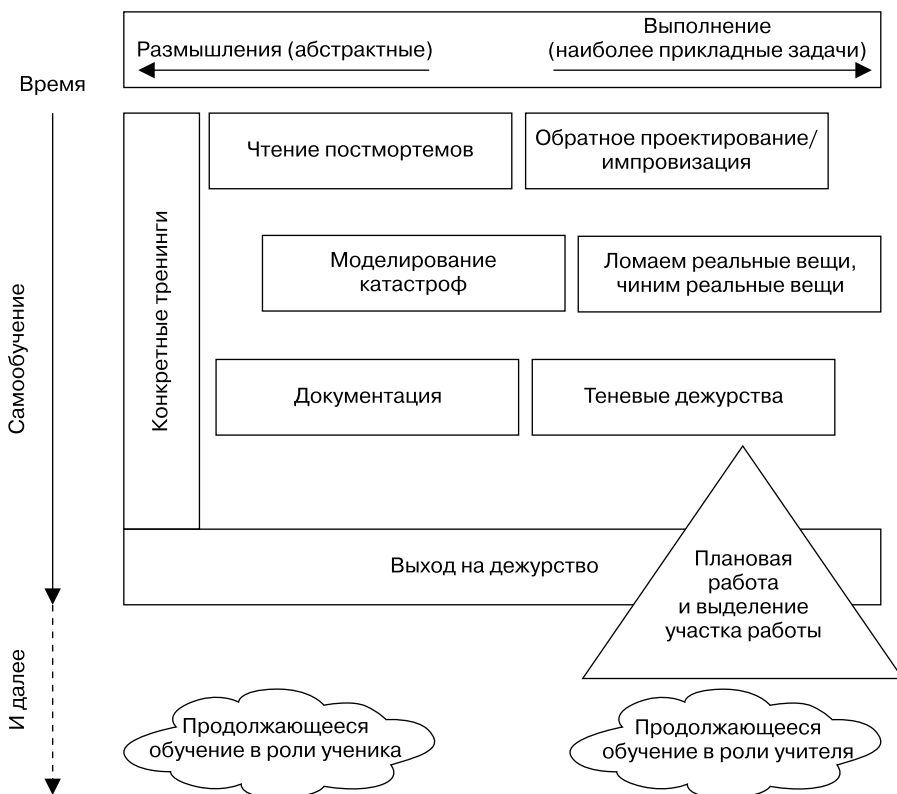 Размышления (абстрактные)
Выполнение
(наиболее прикладные задачи)
Время
Самообучение
И далее
Конкретные тренинги
Чтение постмортемов
Обратное проектирование/
импровизация
Моделирование
катастроф
Ломаем реальные вещи,
чиним реальные вещи
Документация
Теневые дежурства
Выход на дежурство
Плановая
работа
и выделение
участка работы
Продолжающееся
обучение в роли ученика
Продолжающееся
обучение в роли учителя